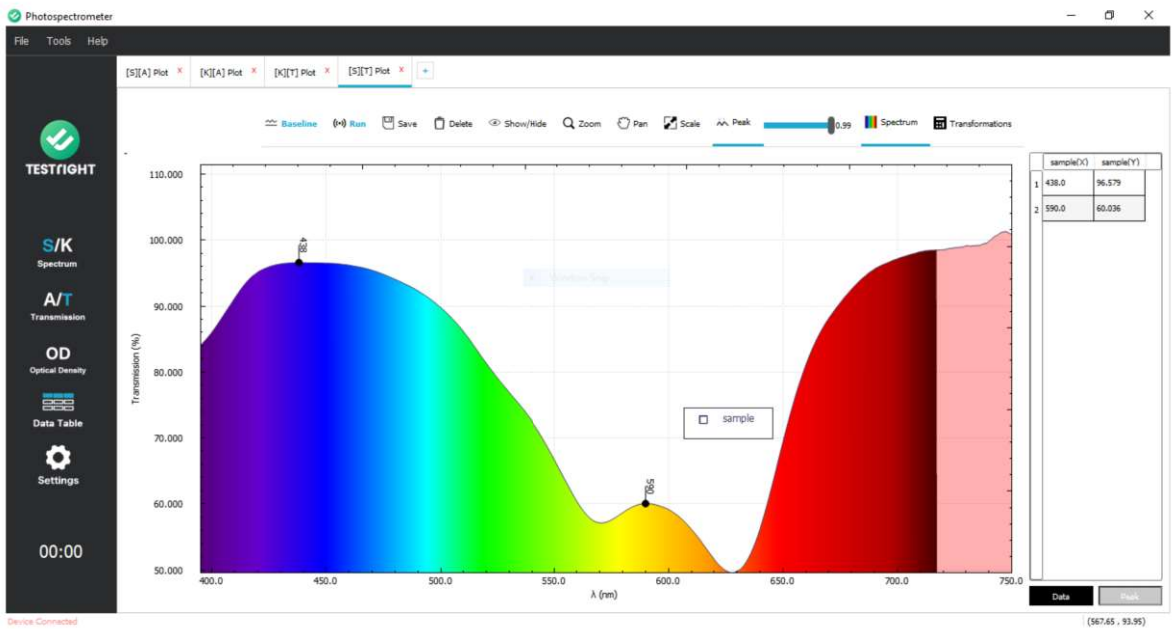 Photospectrometer
File Tools Help
[S][A] Plot x [K][A] Plot x [K][T] Plot x [S][T] Plot x +
Baseline Run Save Delete Show/Hide Zoom Pan Scale Peak 0.99 Spectrum Transformations
TESTRIGHT
S/K
Spectrum
A/T
Transmission
OD
Optical Density
Data Table
Settings
00:00
Transmission (%)
110.000
100.000
90.000
80.000
70.000
60.000
50.000
438
590
Window Snip
sample
400.0 450.0 500.0 550.0 600.0 650.0 700.0 750.0
λ (nm)
sample(X) sample(Y)
1 438.0 96.579
2 590.0 60.036
Data Peak
Device Connected
(567.65 , 93.95)